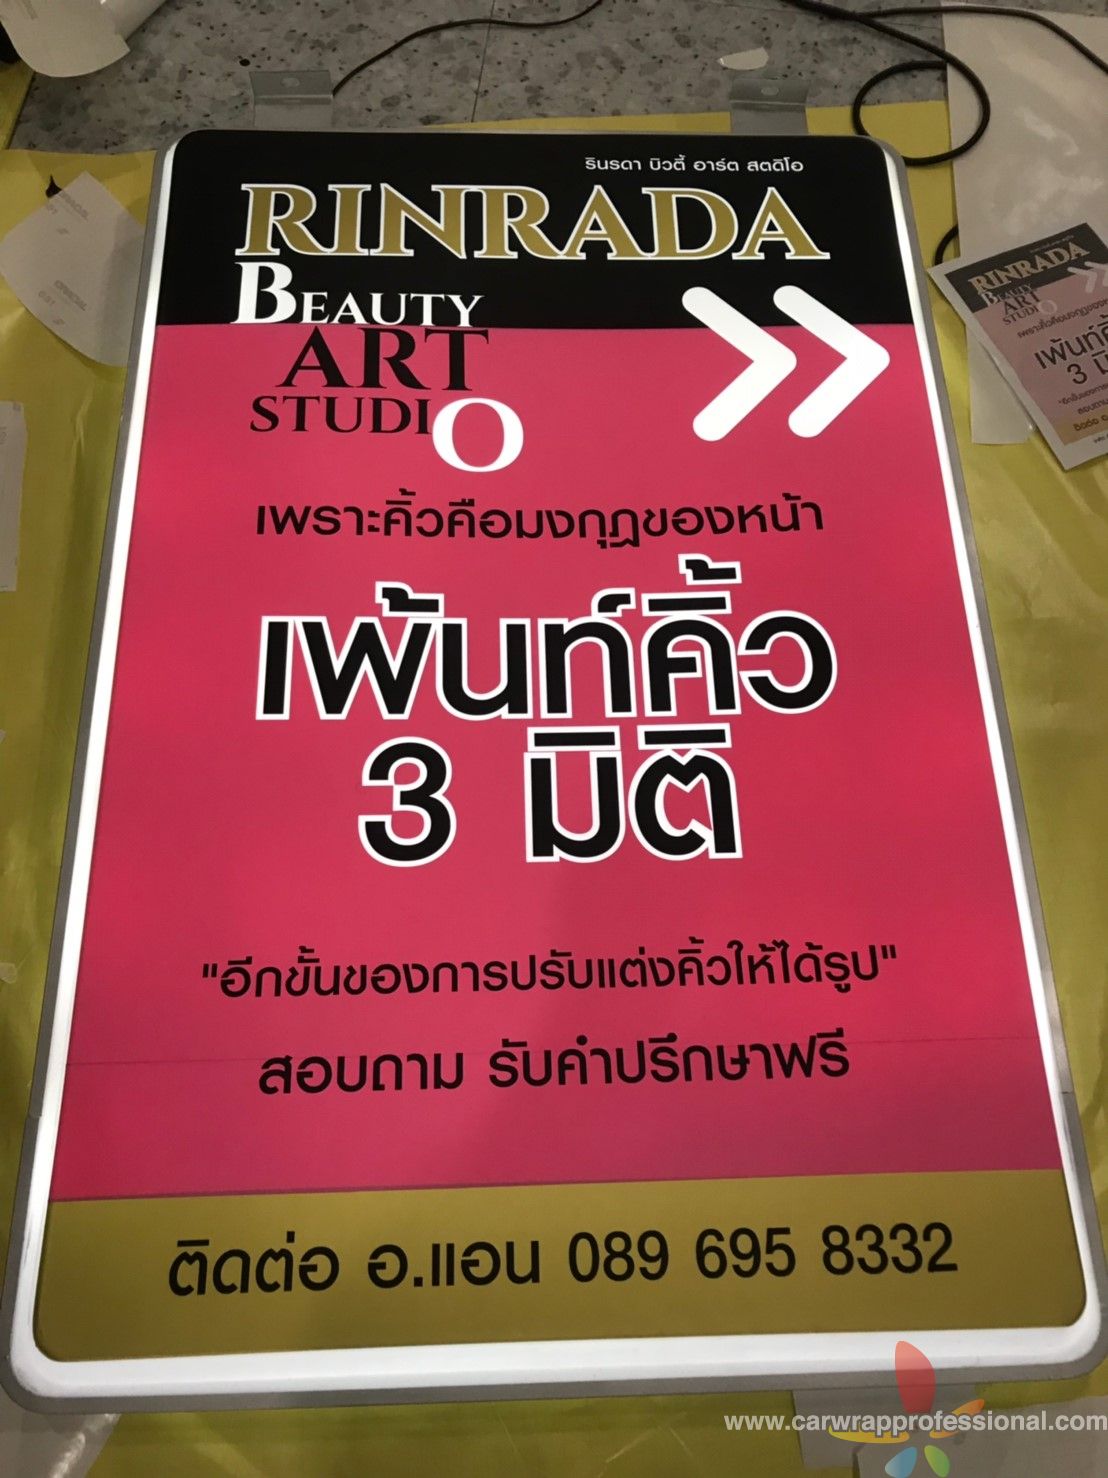 รินรดา บิวตี้ อาร์ต สตูดิโอ
RINRADA
BEAUTY
ART
STUDIO
เพราะคิ้วคือมงกุฎของหน้า
เพ้นท์คิ้ว
3 มิติ
"อีกขั้นของการปรับแต่งคิ้วให้ได้รูป"
สอบถาม รับคำปรึกษาฟรี
ติดต่อ อ.แอน 089 695 8332
RINRADA
BEAUTY
ART
STUDIO
www.carwrapprofessional.com